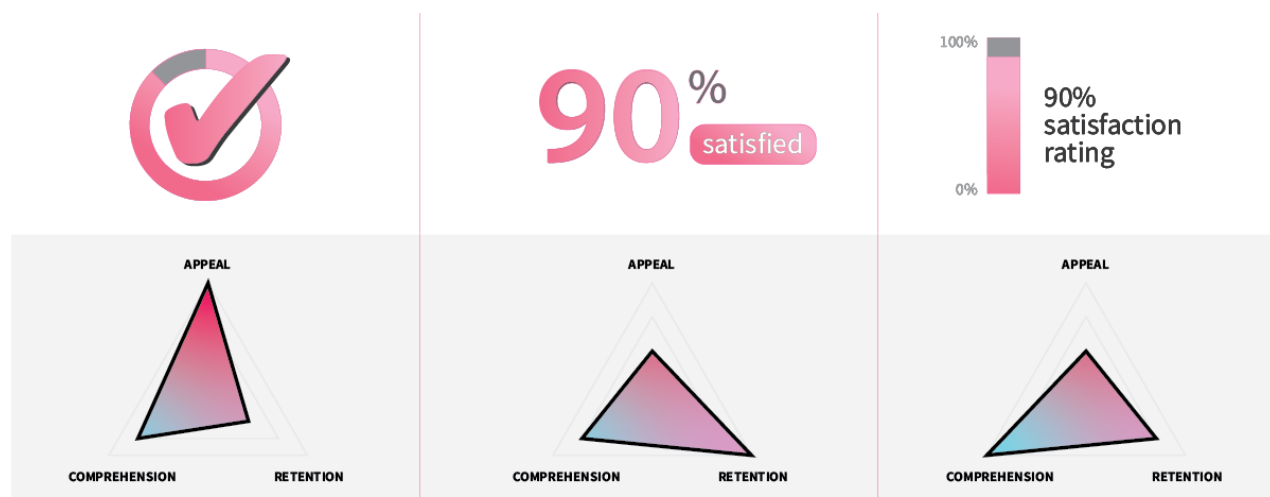 90%
satisfied
100%
0%
90%
satisfaction
rating
APPEAL
COMPREHENSION
RETENTION
APPEAL
COMPREHENSION
RETENTION
APPEAL
COMPREHENSION
RETENTION